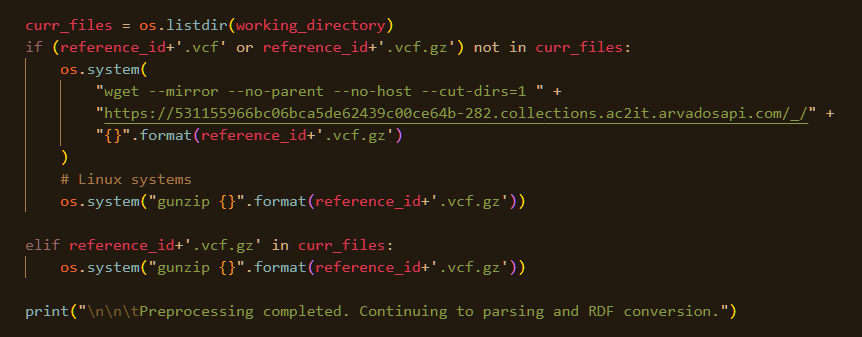 curr_files = os.listdir(working_directory)
if (reference_id+'.vcf' or reference_id+'.vcf.gz') not in curr_files:
    os.system(
        "wget --mirror --no-parent --no-host --cut-dirs=1 " +
        "https://531155966bc06bca5de62439c00ce64b-282.collections.ac2it.arvadosapi.com/_/" +
        "{}".format(reference_id+'.vcf.gz')
    )
    # Linux systems
    os.system("gunzip {}".format(reference_id+'.vcf.gz'))
elif reference_id+'.vcf.gz' in curr_files:
    os.system("gunzip {}".format(reference_id+'.vcf.gz'))
print("\n\n\tPreprocessing completed. Continuing to parsing and RDF conversion.")